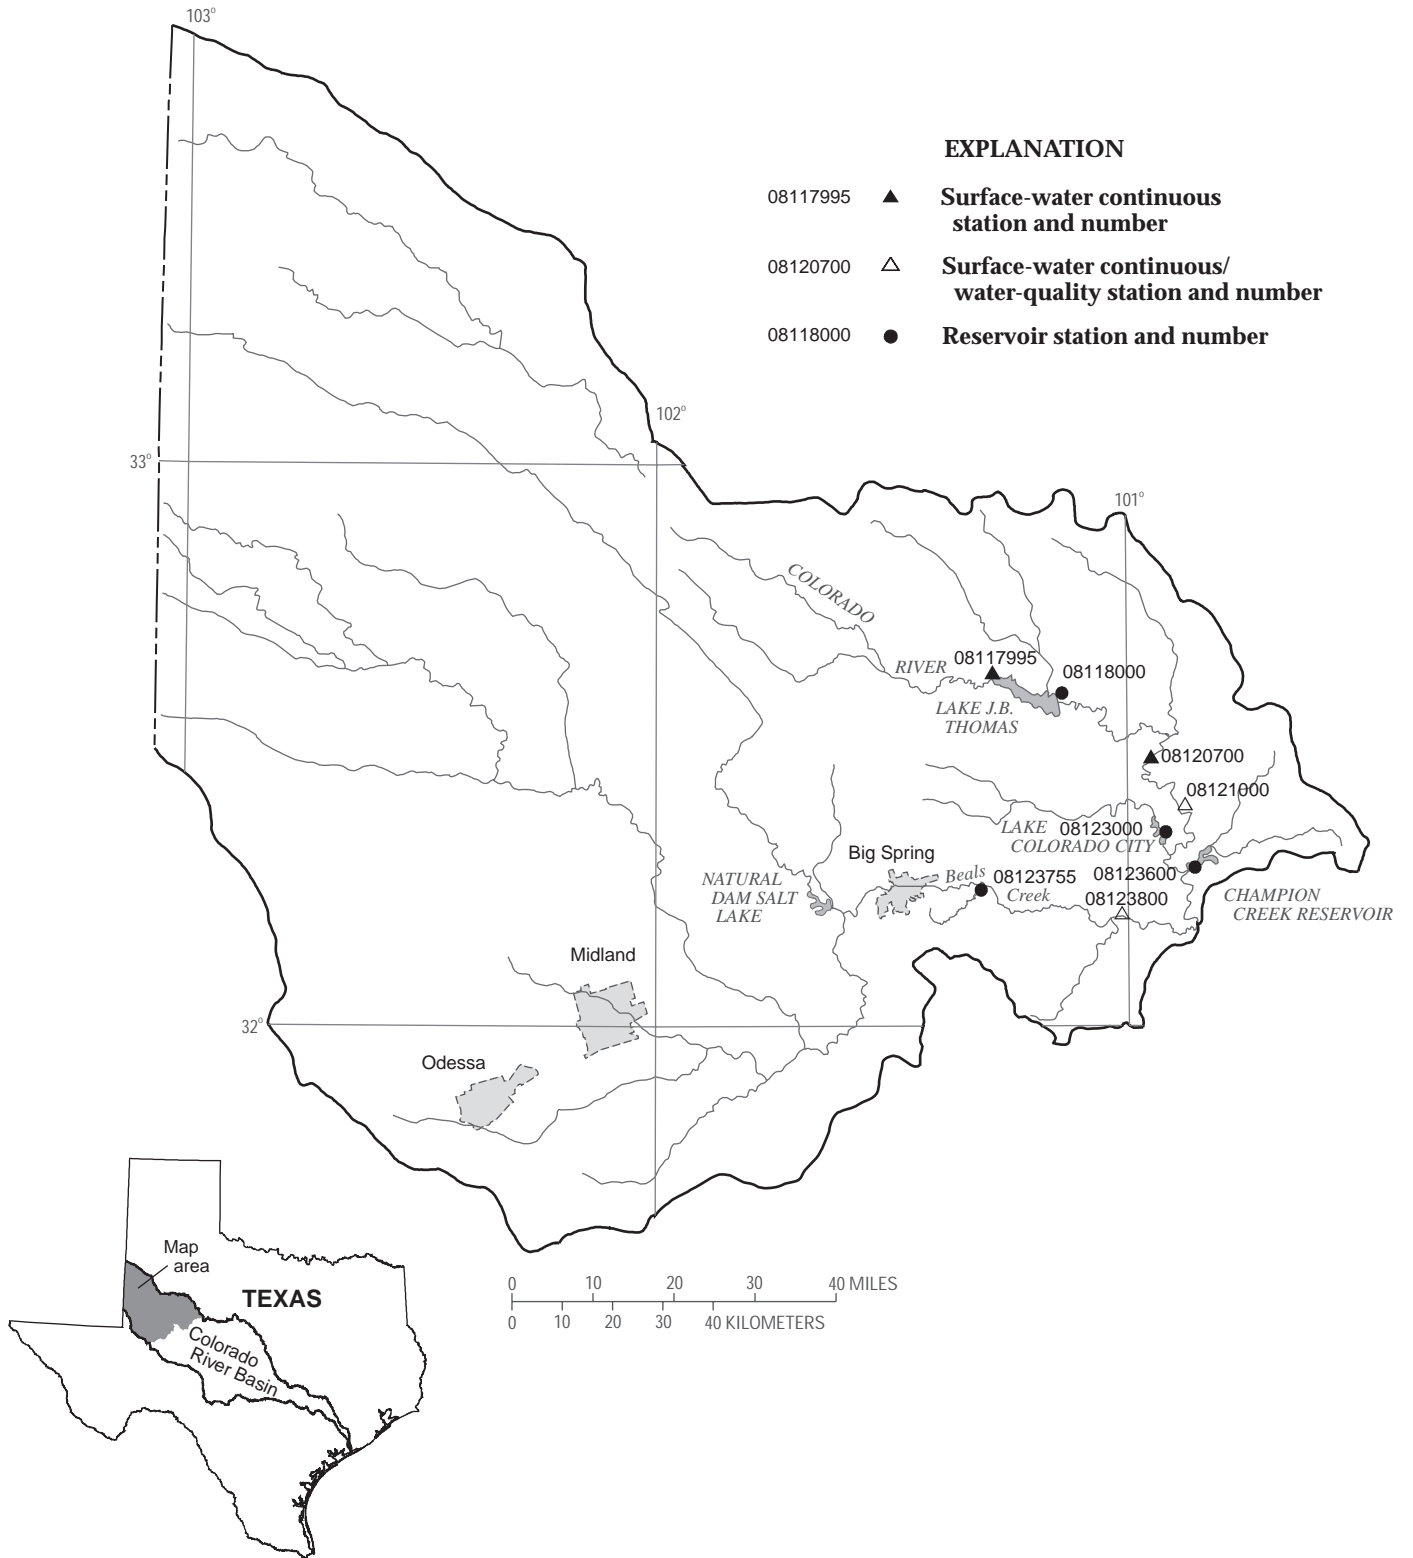 103°
EXPLANATION
08117995 Surface-water continuous
station and number
08120700 Surface-water continuous/
water-quality station and number
08118000 Reservoir station and number
102°
33°
101°
COLORADO
RIVER
08117995
08118000
LAKE J.B.
THOMAS
08120700
08121000
LAKE
COLORADO CITY
08123000
Big Spring
Beals
Creek
08123755
08123600
08123800
NATURAL
DAM SALT
LAKE
CHAMPION
CREEK RESERVOIR
Midland
32°
Odessa
Map
area
TEXAS
Colorado
River Basin
0 10 20 30 40 MILES
0 10 20 30 40 KILOMETERS